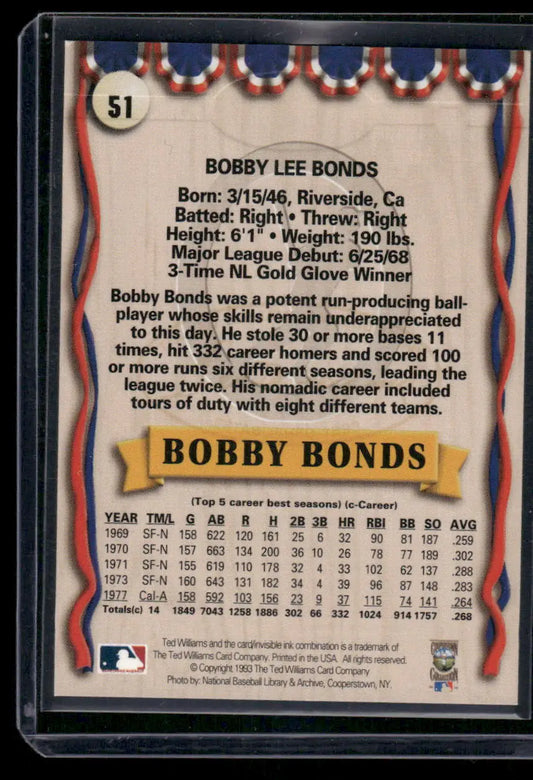 51
BOBBY LEE BONDS
Born: 3/15/46, Riverside, Ca
Batted: Right • Threw: Right
Height: 6'1" • Weight: 190 lbs.
Major League Debut: 6/25/68
3-Time NL Gold Glove Winner
Bobby Bonds was a potent run-producing ball-
player whose skills remain underappreciated
to this day. He stole 30 or more bases 11
times, hit 332 career homers and scored 100
or more runs six different seasons, leading the
league twice. His nomadic career included
tours of duty with eight different teams.
BOBBY BONDS
(Top 5 career best seasons) (c-Career)
YEAR TM/L G AB R H 2B 3B HR RBI BB SO AVG
1969 SF-N 158 622 120 161 25 6 32 90 81 187 .259
1970 SF-N 157 663 134 200 36 10 26 78 77 189 .302
1971 SF-N 155 619 110 178 32 4 33 102 62 137 .288
1973 SF-N 160 643 131 182 34 4 39 96 87 148 .283
1977 Cal-A 158 592 103 156 23 9 37 115 74 141 .264
Totals(c) 14 1849 7043 1258 1886 302 66 332 1024 914 1757 .268
Ted Williams and the card/invisible ink combination is a trademark of
The Ted Williams Card Company. Printed in the USA. All rights reserved.
© Copyright 1993 The Ted Williams Card Company
Photo by: National Baseball Library & Archive, Cooperstown, NY.